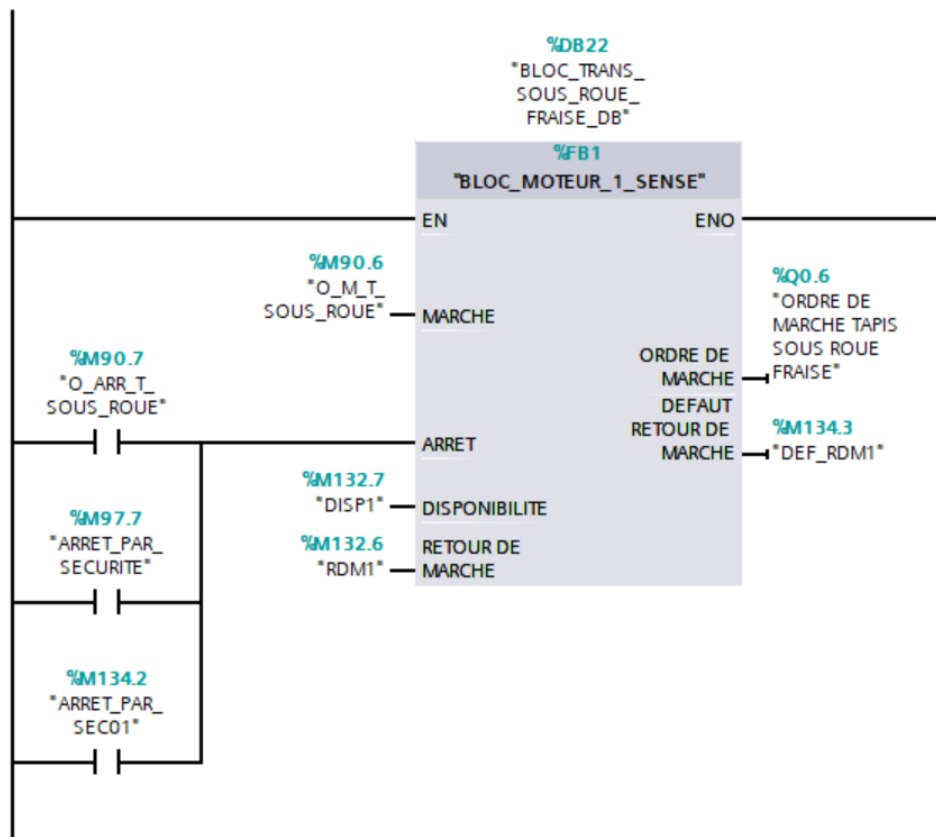 %DB22
"BLOC_TRANS_
SOUS_ROUE_
FRAISE_DB"
%FB1
"BLOC_MOTEUR_1_SENSE"
EN
ENO
%M90.6
"O_M_T_
SOUS_ROUE"
MARCHE
%Q0.6
"ORDRE DE
MARCHE TAPIS
SOUS ROUE
FRAISE"
ORDRE DE
MARCHE
%M90.7
"O_ARR_T_
SOUS_ROUE"
ARRET
DEFAUT
RETOUR DE
MARCHE
%M134.3
"DEF_RDM1"
%M132.7
"DISP1"
DISPONIBILITE
%M97.7
"ARRET_PAR_
SECURITE"
%M132.6
"RDM1"
RETOUR DE
MARCHE
%M134.2
"ARRET_PAR_
SEC01"